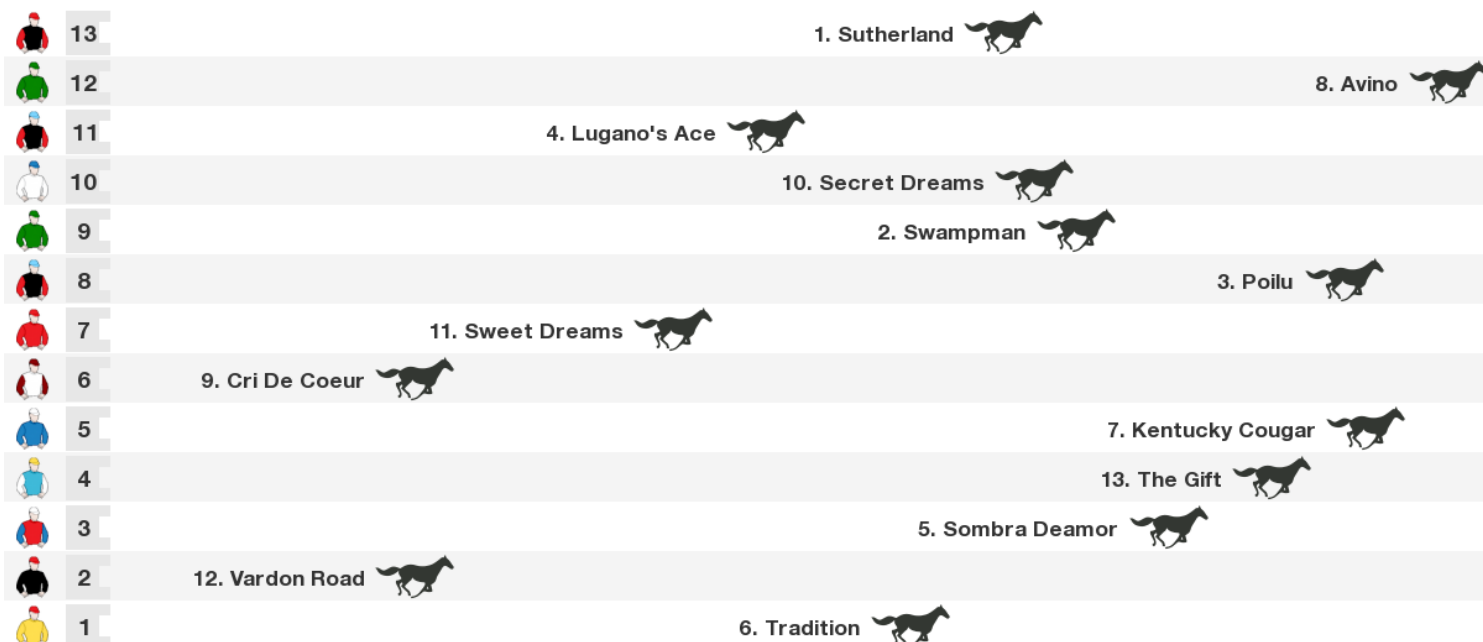 13 1. Sutherland
12 8. Avino
11 4. Lugano's Ace
10 10. Secret Dreams
9 2. Swampman
8 3. Poilu
7 11. Sweet Dreams
6 9. Cri De Coeur
5 7. Kentucky Cougar
4 13. The Gift
3 5. Sombra Deamor
2 12. Vardon Road
1 6. Tradition